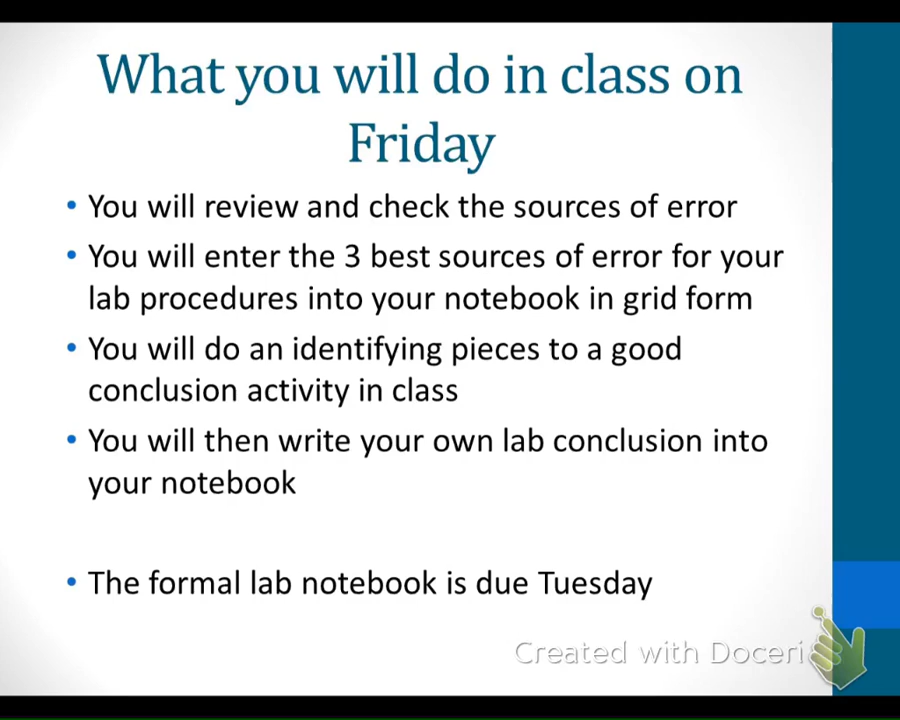 What you will do in class on
Friday
• You will review and check the sources of error
• You will enter the 3 best sources of error for your
lab procedures into your notebook in grid form
• You will do an identifying pieces to a good
conclusion activity in class
• You will then write your own lab conclusion into
your notebook
• The formal lab notebook is due Tuesday
Created with Doceri